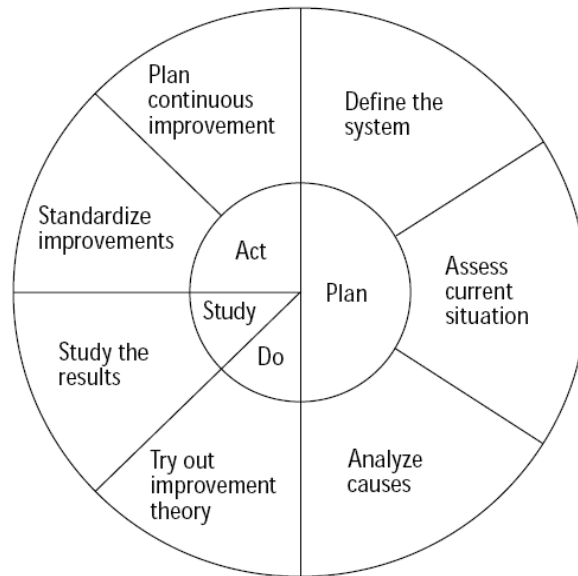 Plan
continuous
improvement
Define the
system
Standardize
improvements
Act
Plan
Assess
current
situation
Study
Do
Study the
results
Try out
improvement
theory
Analyze
causes